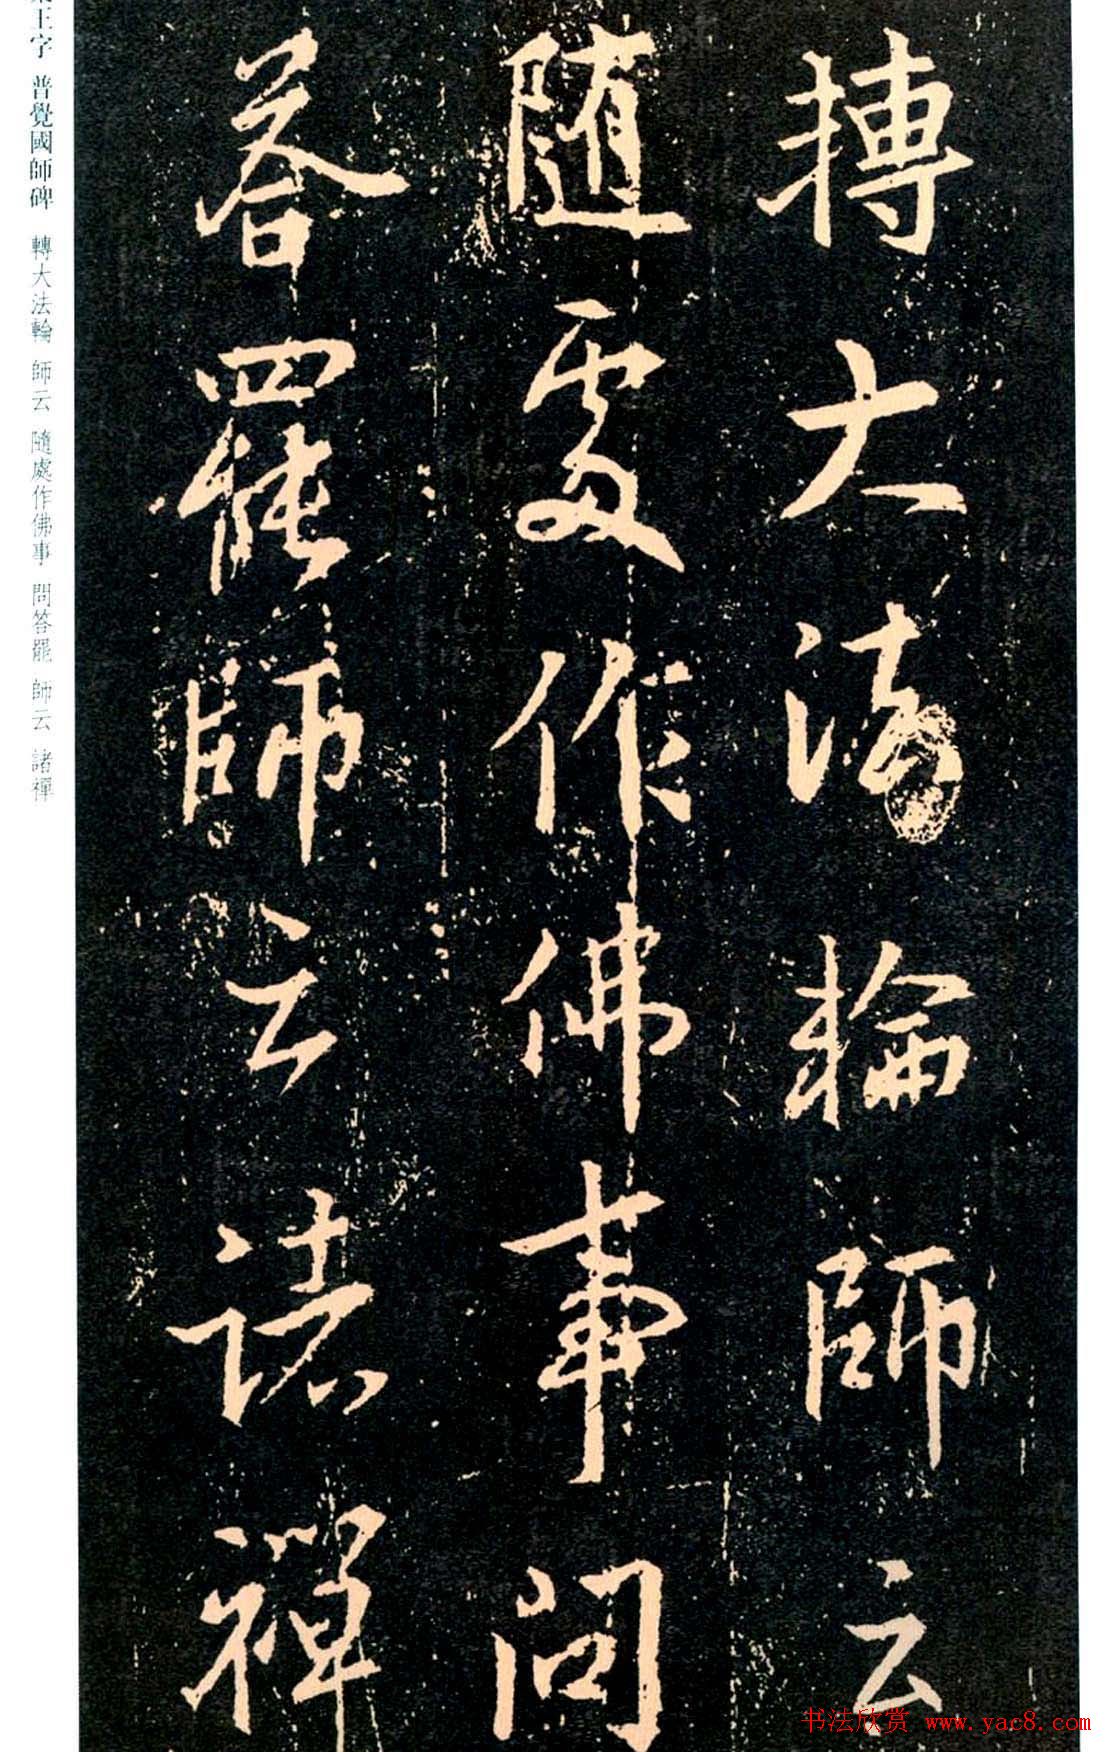 轉大法輪師云
隨處作佛事問
答罷師云諸禪
王字 普覺國師碑 轉大法輪 師云 隨處作佛事 問答罷 師云 諸禪
书法欣赏 www.yac8.com